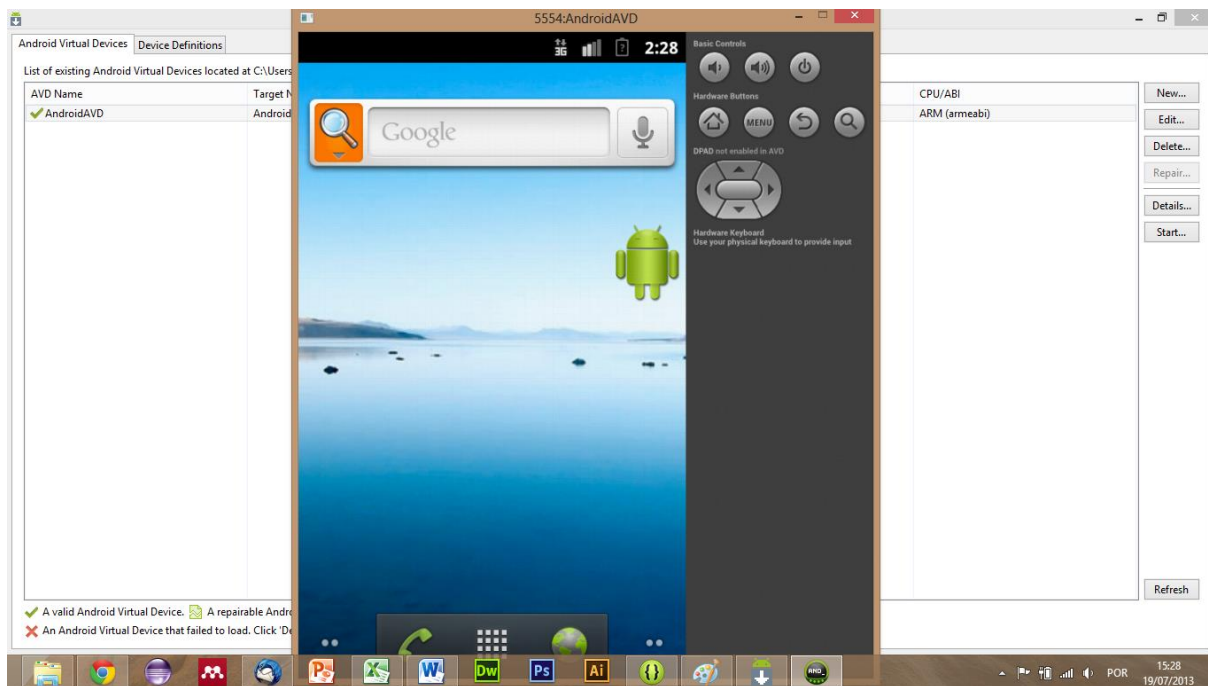 5554:AndroidAVD
Android Virtual Devices
Device Definitions
List of existing Android Virtual Devices located at C:\Users
AVD Name
Target N
CPU/ABI
AndroidAVD
Android
ARM (armeabi)
New...
Edit...
Delete...
Repair...
Details...
Start...
Refresh
3G
2:28
Google
Basic Controls
Hardware Buttons
MENU
DPAD not enabled in AVD
Hardware Keyboard
Use your physical keyboard to provide input
A valid Android Virtual Device.
A repairable Andro
An Android Virtual Device that failed to load. Click 'De
Dw
Ps
Ai
POR
15:28
19/07/2013